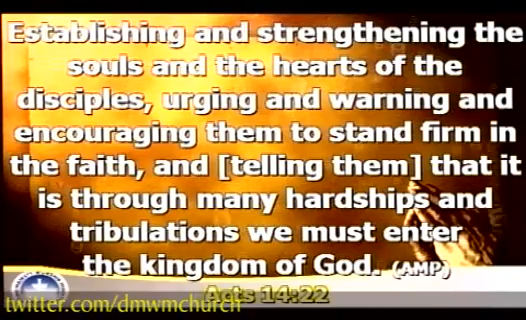 Establishing and strengthening the
souls and the hearts of the
disciples, urging and warning and
encouraging them to stand firm in
the faith, and [telling them] that it
is through many hardships and
tribulations we must enter
the kingdom of God. (AMP)
Acts 14:22
twitter.com/dmwmchurch